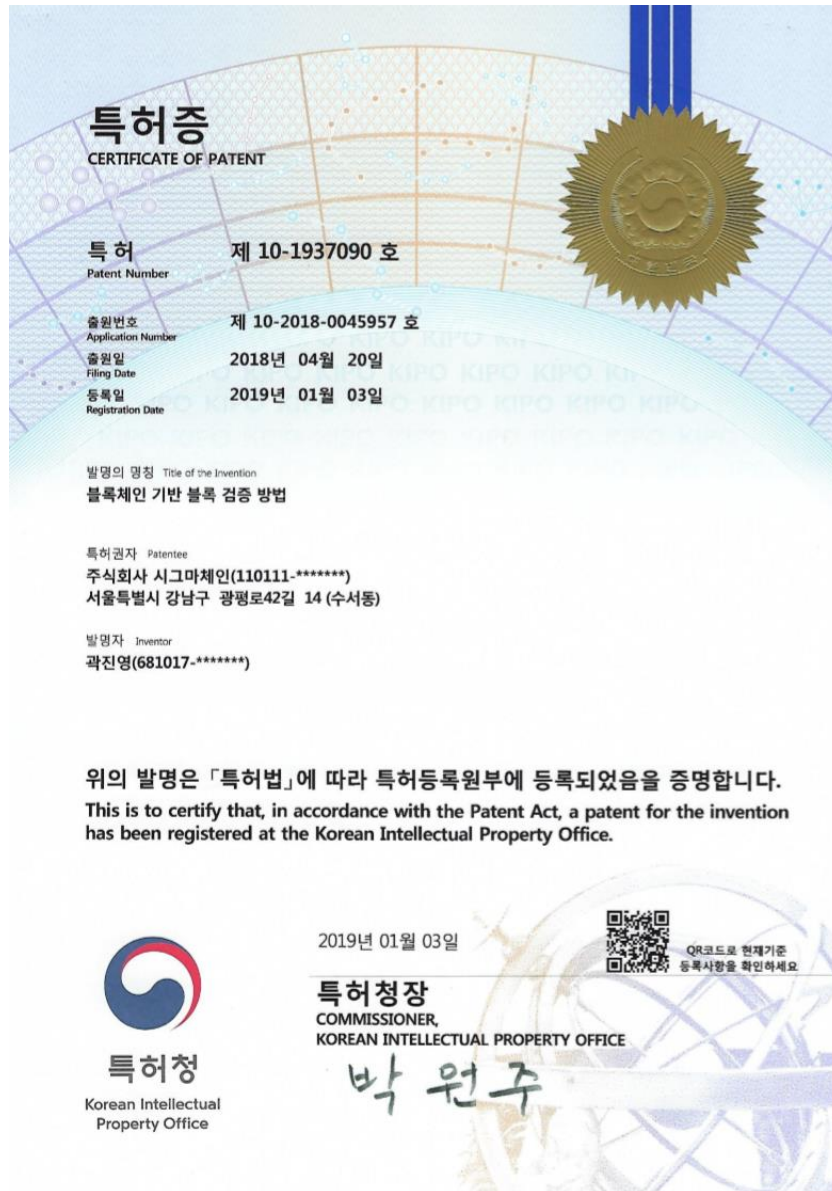 특허증
CERTIFICATE OF PATENT
특 허 제 10-1937090 호
Patent Number
출원번호 제 10-2018-0045957 호
Application Number
출원일 2018년 04월 20일
Filing Date
등록일 2019년 01월 03일
Registration Date
발명의 명칭 Title of the Invention
블록체인 기반 블록 검증 방법
특허권자 Patentee
주식회사 시그마체인(110111-*******)
서울특별시 강남구 광평로42길 14 (수서동)
발명자 Inventor
곽진영(681017-*******)
위의 발명은 「특허법」에 따라 특허등록원부에 등록되었음을 증명합니다.
This is to certify that, in accordance with the Patent Act, a patent for the invention
has been registered at the Korean Intellectual Property Office.
2019년 01월 03일
QR코드로 현재기준
등록사항을 확인하세요
특허청장
COMMISSIONER,
KOREAN INTELLECTUAL PROPERTY OFFICE
박원주
특허청
Korean Intellectual
Property Office